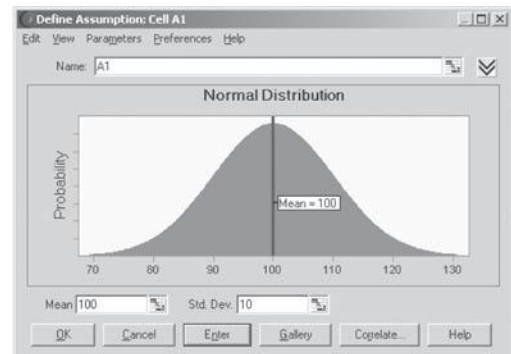 Define Assumption: Cell A1
Edit View Parameters Preferences Help
Name: A1
Normal Distribution
Probability
Mean = 100
70 80 90 100 110 120 130
Mean 100 Std. Dev. 10
OK Cancel Enter Gallery Correlate... Help